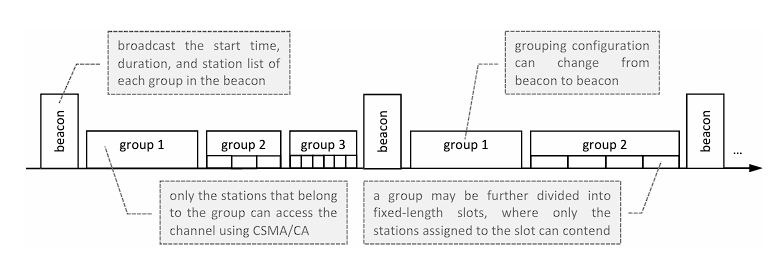 broadcast the start time,
duration, and station list of
each group in the beacon
grouping configuration
can change from
beacon to beacon
beacon
group 1
group 2
group 3
beacon
group 1
group 2
beacon
...
only the stations that belong
to the group can access the
channel using CSMA/CA
a group may be further divided into
fixed-length slots, where only the
stations assigned to the slot can contend